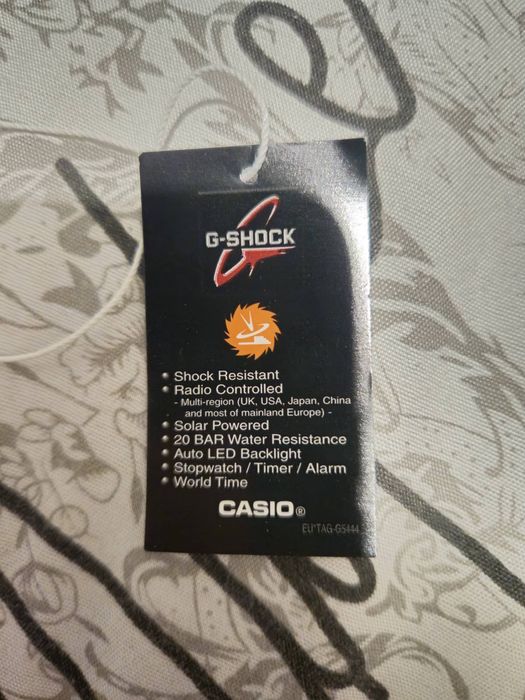 G-SHOCK
• Shock Resistant
• Radio Controlled
- Multi-region (UK, USA, Japan, China
and most of mainland Europe) -
• Solar Powered
• 20 BAR Water Resistance
• Auto LED Backlight
• Stopwatch / Timer / Alarm
• World Time
CASIO®
EU*TAG-G5444